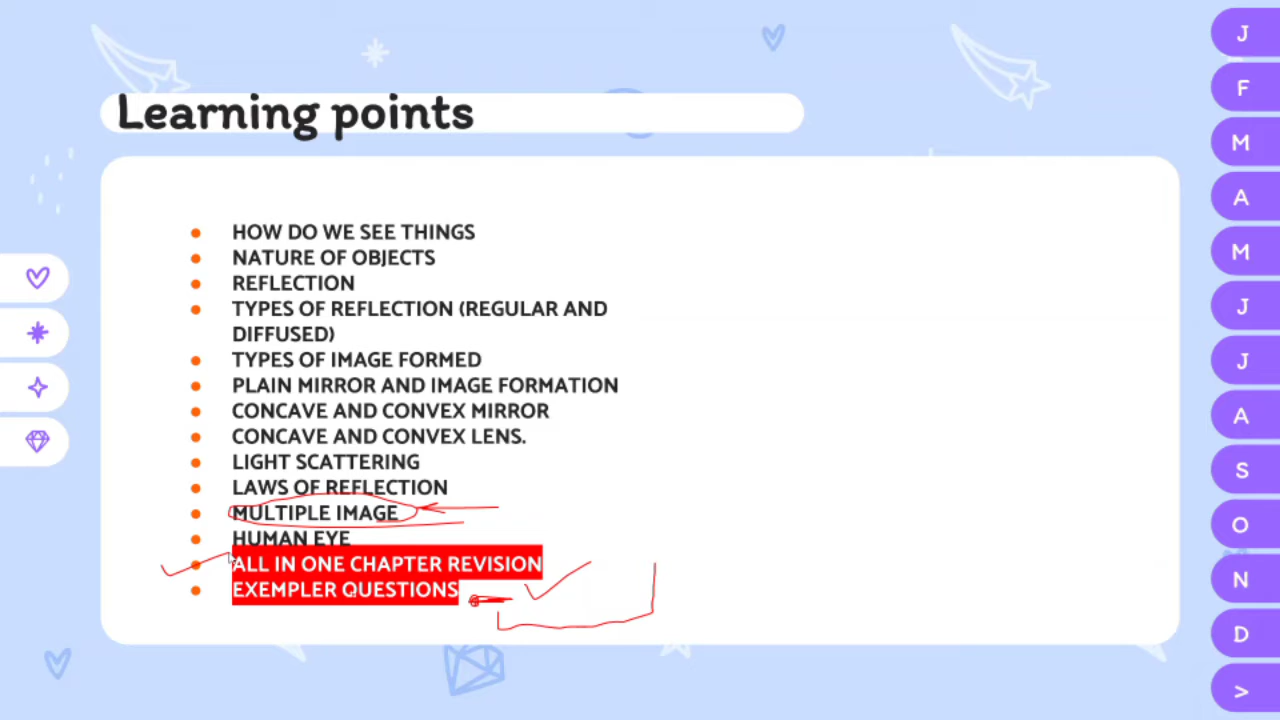 Learning points
HOW DO WE SEE THINGS
NATURE OF OBJECTS
REFLECTION
TYPES OF REFLECTION (REGULAR AND
DIFFUSED)
TYPES OF IMAGE FORMED
PLAIN MIRROR AND IMAGE FORMATION
CONCAVE AND CONVEX MIRROR
CONCAVE AND CONVEX LENS.
LIGHT SCATTERING
LAWS OF REFLECTION
MULTIPLE IMAGE
HUMAN EYE
ALL IN ONE CHAPTER REVISION
EXEMPLER QUESTIONS
J
F
M
A
M
J
J
A
S
O
N
D
>